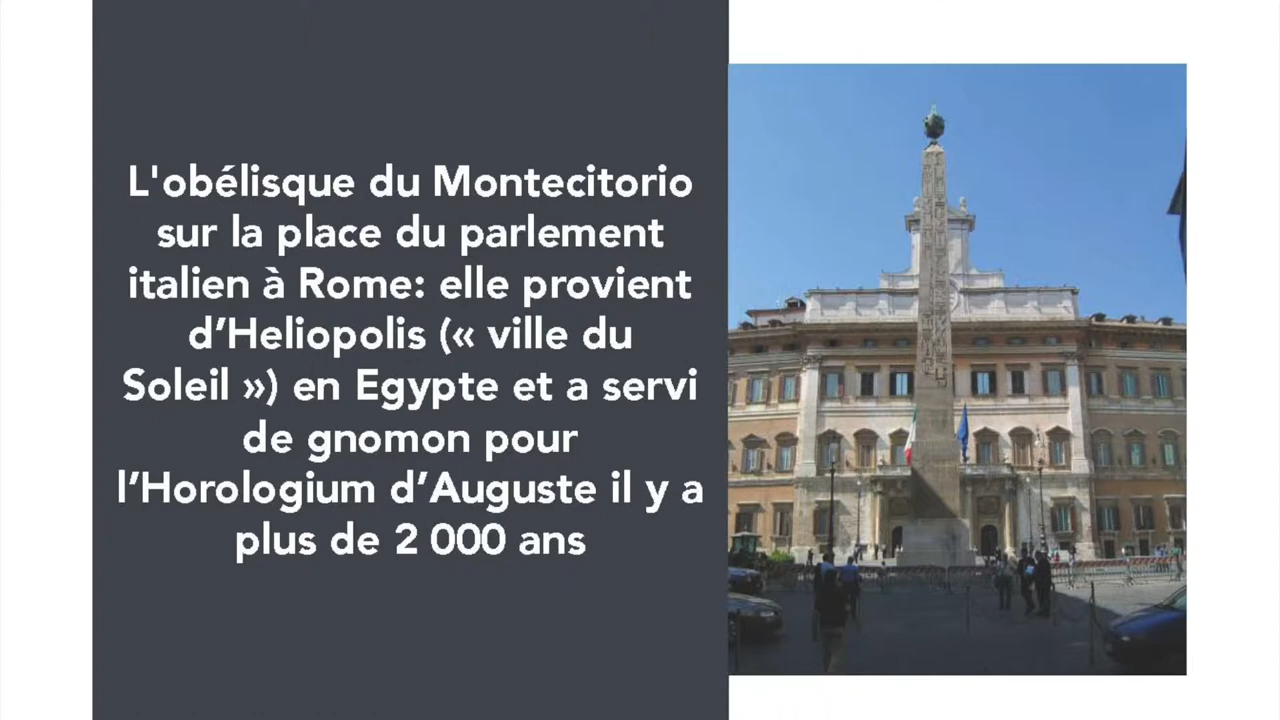 L'obélisque du Montecitorio
sur la place du parlement
italien à Rome: elle provient
d’Heliopolis (« ville du
Soleil ») en Egypte et a servi
de gnomon pour
l’Horologium d’Auguste il y a
plus de 2 000 ans